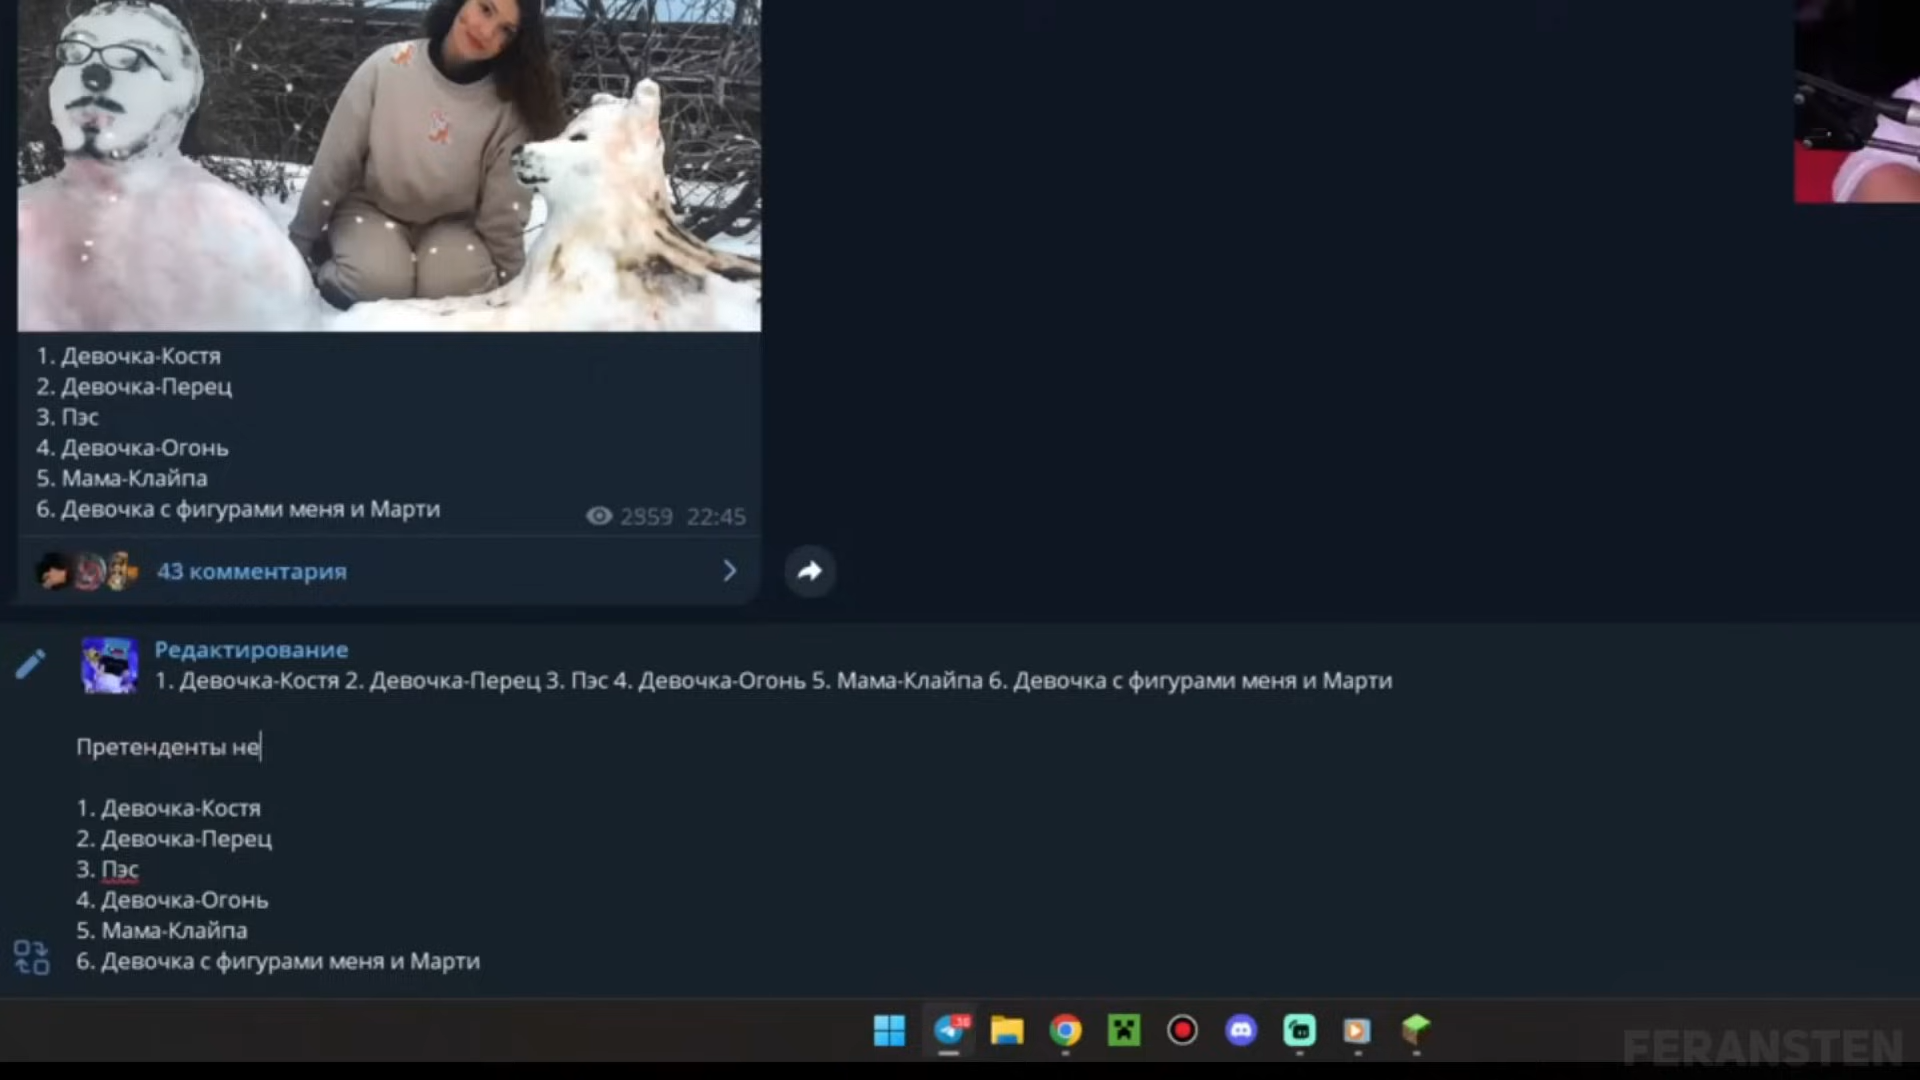 1. Девочка-Костя
2. Девочка-Перец
3. Пэс
4. Девочка-Огонь
5. Мама-Клайпа
6. Девочка с фигурами меня и Марти
2359 22:45
43 комментария
Редактирование
1. Девочка-Костя 2. Девочка-Перец 3. Пэс 4. Девочка-Огонь 5. Мама-Клайпа 6. Девочка с фигурами меня и Марти
Претенденты не
1. Девочка-Костя
2. Девочка-Перец
3. Пэс
4. Девочка-Огонь
5. Мама-Клайпа
6. Девочка с фигурами меня и Марти
FERANSTEN